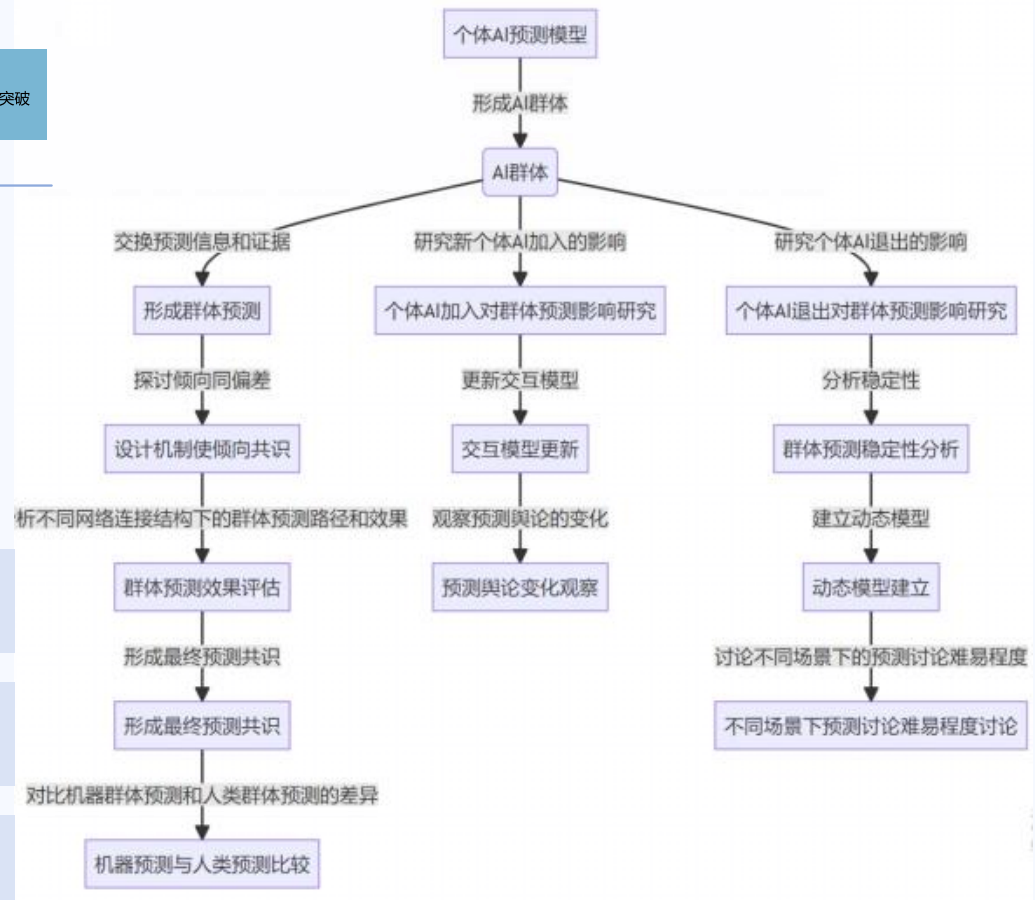 个体AI预测模型
突破
形成AI群体
AI群体
交换预测信息和证据
研究新个体AI加入的影响
研究个体AI退出的影响
形成群体预测
个体AI加入对群体预测影响研究
个体AI退出对群体预测影响研究
探讨倾向同偏差
更新交互模型
分析稳定性
设计机制使倾向共识
交互模型更新
群体预测稳定性分析
析不同网络连接结构下的群体预测路径和效果
观察预测舆论的变化
建立动态模型
群体预测效果评估
预测舆论变化观察
动态模型建立
形成最终预测共识
讨论不同场景下的预测讨论难易程度
形成最终预测共识
不同场景下预测讨论难易程度讨论
对比机器群体预测和人类群体预测的差异
机器预测与人类预测比较